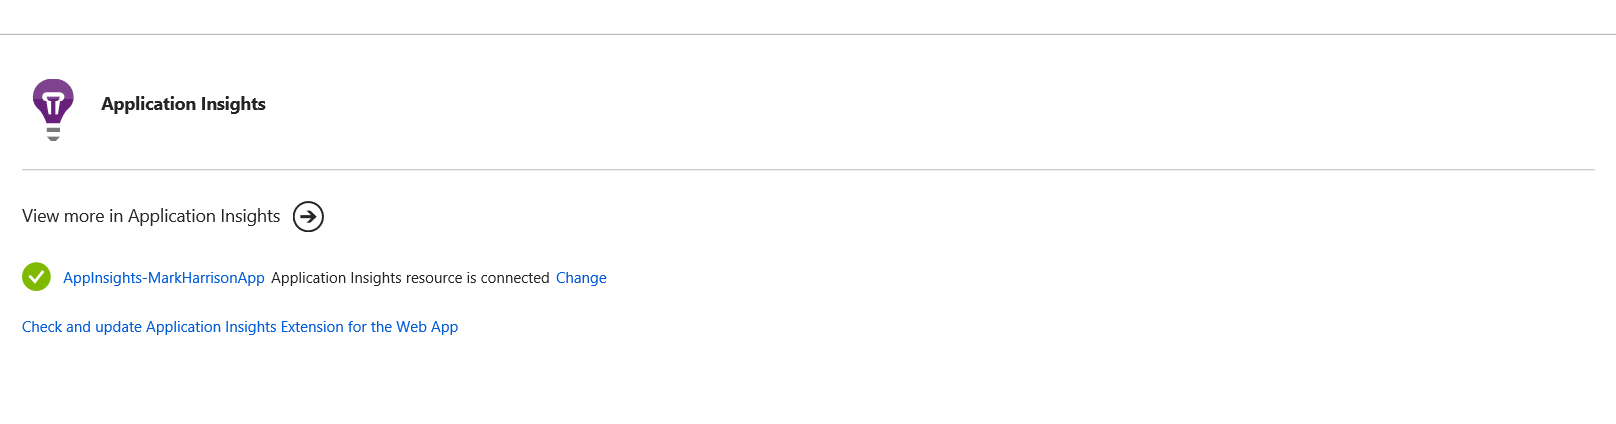 Application Insights
View more in Application Insights
AppInsights-MarkHarrisonApp Application Insights resource is connected Change
Check and update Application Insights Extension for the Web App